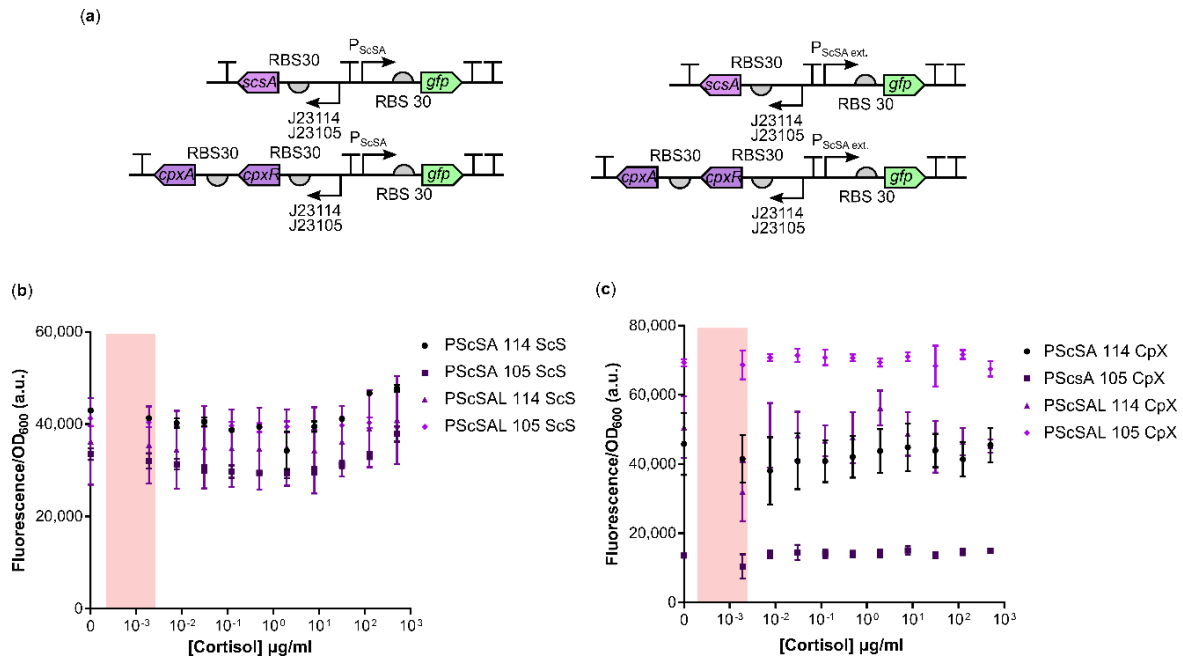 (a)
RBS30 P ScSA
scsA gfp
J23114 RBS 30
J23105
RBS30 P ScSA ext.
scsA gfp
J23114 RBS 30
J23105
RBS30 RBS30 P ScSA
cpxA cpxR gfp
J23114 RBS 30
J23105
RBS30 RBS30 P ScSA ext.
cpxA cpxR gfp
J23114 RBS 30
J23105
(b)
Fluorescence/OD600 (a.u.)
60,000
40,000
20,000
0
0 10-3 10-2 10-1 100 101 102 103
[Cortisol] µg/ml
PScSA 114 ScS
PScSA 105 ScS
PScSAL 114 ScS
PScSAL 105 ScS
(c)
Fluorescence/OD600 (a.u.)
80,000
60,000
40,000
20,000
0
0 10-3 10-2 10-1 100 101 102 103
[Cortisol] µg/ml
PScSA 114 CpX
PScsA 105 CpX
PScSAL 114 CpX
PScSAL 105 CpX